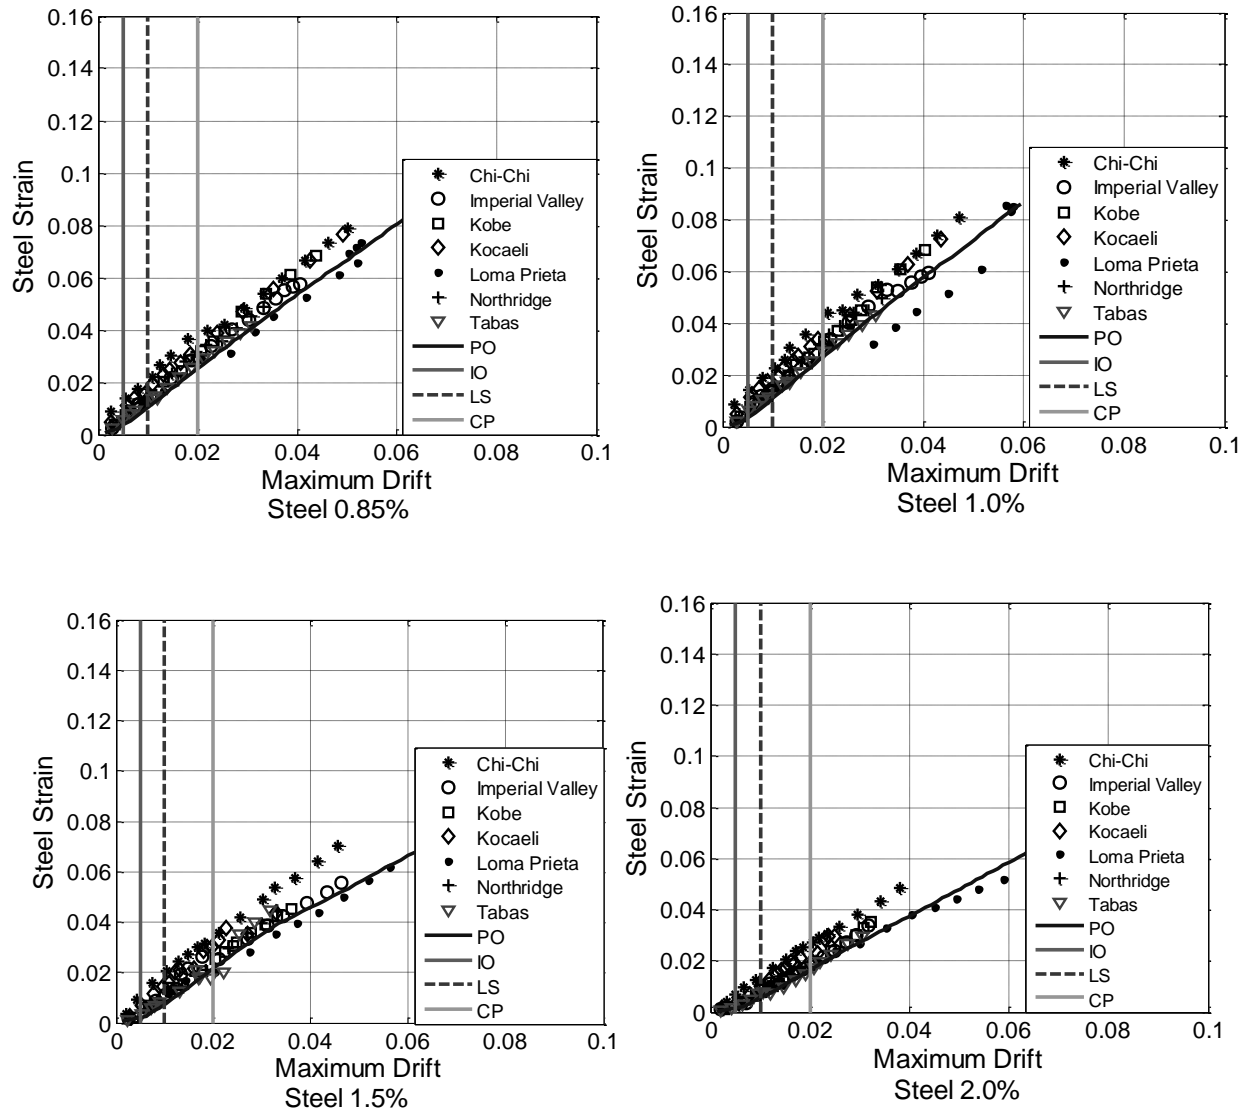 0.16
0.14
0.12
0.1
0.08
0.06
0.04
0.02
0
Steel Strain
Chi-Chi
Imperial Valley
Kobe
Kocaeli
Loma Prieta
Northridge
Tabas
PO
IO
LS
CP
0 0.02 0.04 0.06 0.08 0.1
Maximum Drift
Steel 0.85%
0.16
0.14
0.12
0.1
0.08
0.06
0.04
0.02
0
Steel Strain
Chi-Chi
Imperial Valley
Kobe
Kocaeli
Loma Prieta
Northridge
Tabas
PO
IO
LS
CP
0 0.02 0.04 0.06 0.08 0.1
Maximum Drift
Steel 1.0%
0.16
0.14
0.12
0.1
0.08
0.06
0.04
0.02
0
Steel Strain
Chi-Chi
Imperial Valley
Kobe
Kocaeli
Loma Prieta
Northridge
Tabas
PO
IO
LS
CP
0 0.02 0.04 0.06 0.08 0.1
Maximum Drift
Steel 1.5%
0.16
0.14
0.12
0.1
0.08
0.06
0.04
0.02
0
Steel Strain
Chi-Chi
Imperial Valley
Kobe
Kocaeli
Loma Prieta
Northridge
Tabas
PO
IO
LS
CP
0 0.02 0.04 0.06 0.08 0.1
Maximum Drift
Steel 2.0%